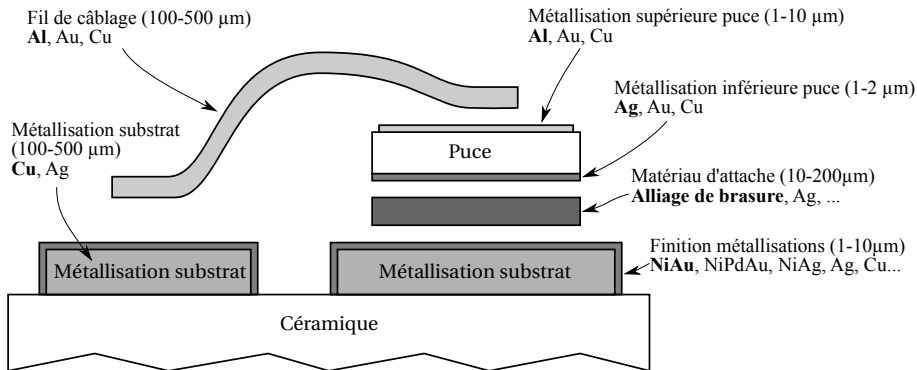 Fil de câblage (100-500 µm)
Al, Au, Cu
Métallisation supérieure puce (1-10 µm)
Al, Au, Cu
Métallisation inférieure puce (1-2 µm)
Ag, Au, Cu
Métallisation substrat
(100-500 µm)
Cu, Ag
Puce
Matériau d'attache (10-200µm)
Alliage de brasure, Ag, ...
Finition métallisations (1-10µm)
NiAu, NiPdAu, NiAg, Ag, Cu...
Métallisation substrat
Métallisation substrat
Céramique